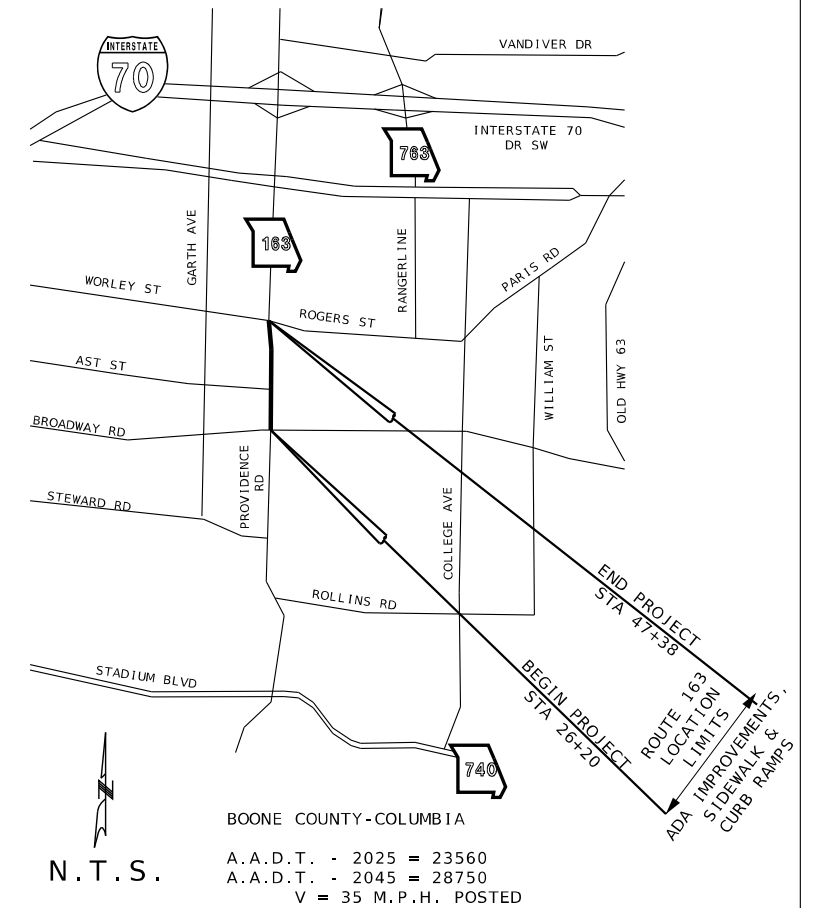 VANDIVER DR
INTERSTATE
70
INTERSTATE 70
DR SW
763
GARTH AVE
163
RANGERLINE
PARIS RD
WORLEY ST
ROGERS ST
WILLIAM ST
OLD HWY 63
AST ST
BROADWAY RD
PROVIDENCE
RD
STEWARD RD
COLLEGE AVE
ROLLINS RD
END PROJECT
STA 47+38
STADIUM BLVD
BEGIN PROJECT
STA 26+20
ROUTE 163
LOCATION
LIMITS
ADA IMPROVEMENTS,
SIDEWALK &
CURB RAMPS
740
N
N.T.S.
BOONE COUNTY-COLUMBIA
A.A.D.T. - 2025 = 23560
A.A.D.T. - 2045 = 28750
V = 35 M.P.H. POSTED